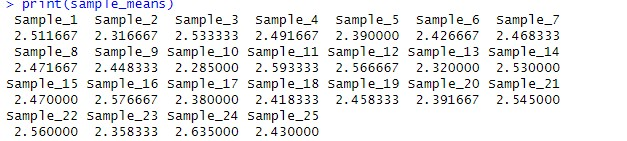 > print(sample_means)
Sample_1 Sample_2 Sample_3 Sample_4 Sample_5 Sample_6 Sample_7
2.511667 2.316667 2.533333 2.491667 2.390000 2.426667 2.468333
Sample_8 Sample_9 Sample_10 Sample_11 Sample_12 Sample_13 Sample_14
2.471667 2.448333 2.285000 2.593333 2.566667 2.320000 2.530000
Sample_15 Sample_16 Sample_17 Sample_18 Sample_19 Sample_20 Sample_21
2.470000 2.576667 2.380000 2.418333 2.458333 2.391667 2.545000
Sample_22 Sample_23 Sample_24 Sample_25
2.560000 2.358333 2.635000 2.430000